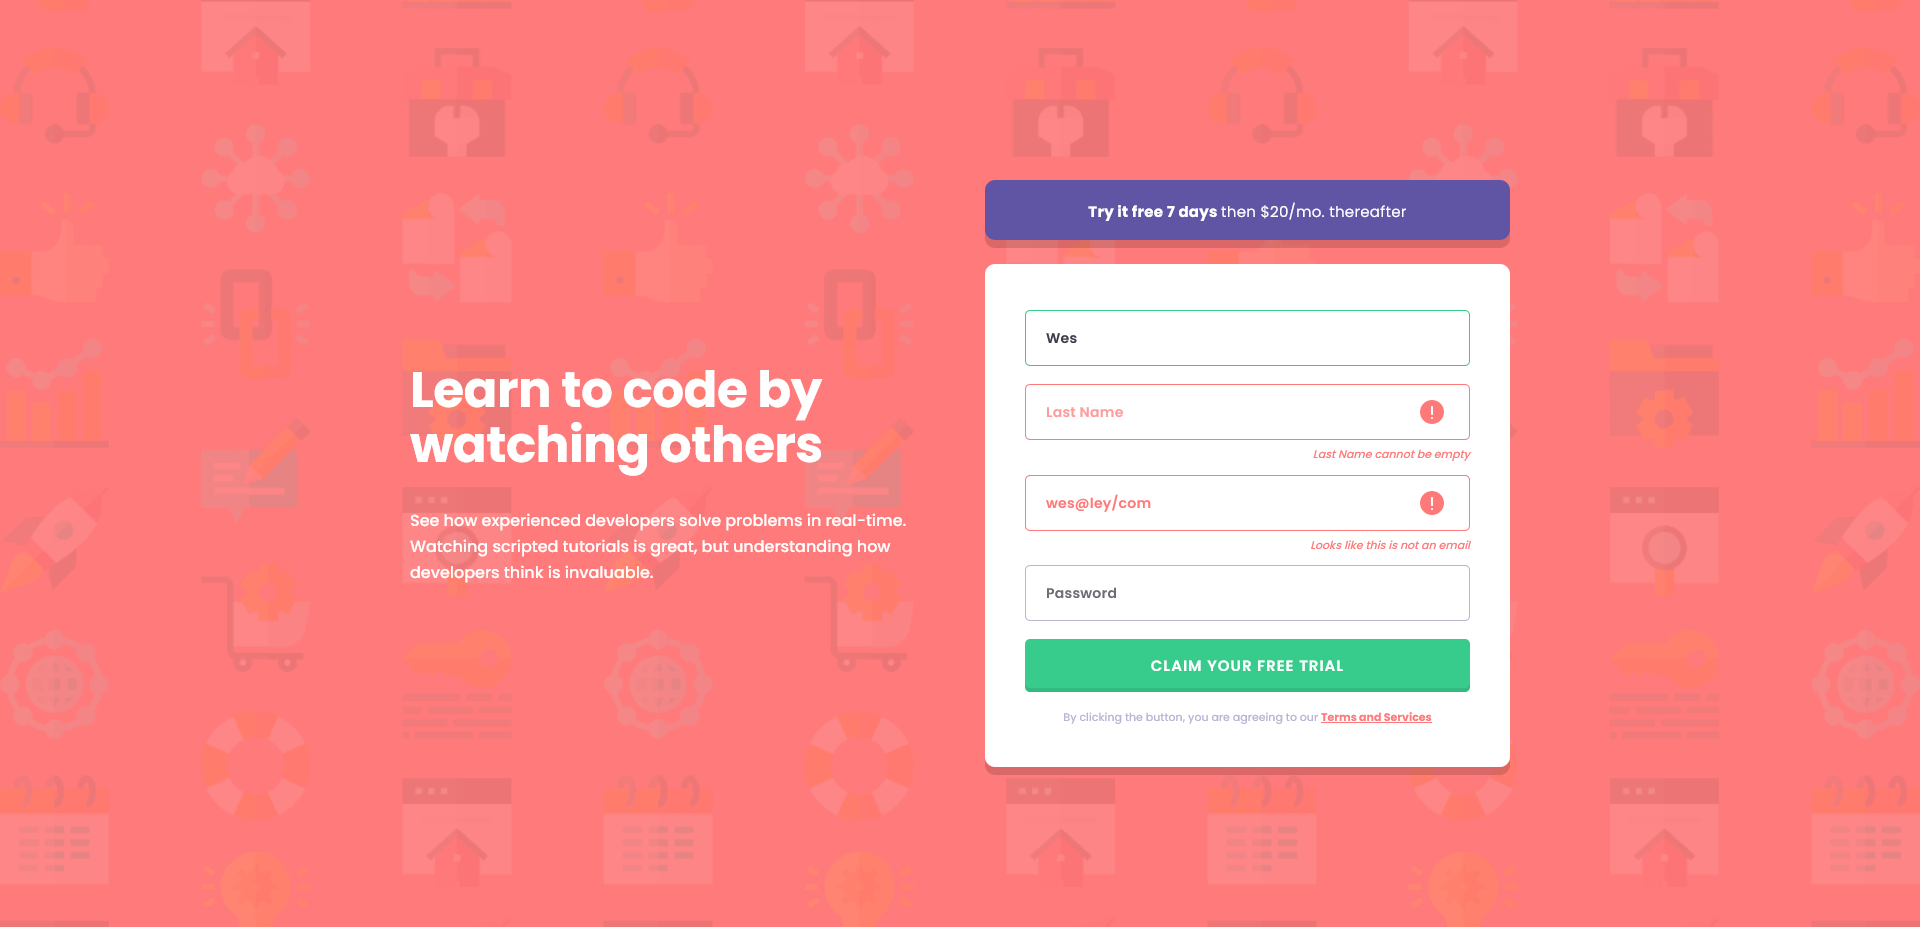 Learn to code by
watching others
See how experienced developers solve problems in real-time.
Watching scripted tutorials is great, but understanding how
developers think is invaluable.
Try it free 7 days then $20/mo. thereafter
Wes
Last Name
Last Name cannot be empty
wes@ley/com
Looks like this is not an email
Password
CLAIM YOUR FREE TRIAL
By clicking the button, you are agreeing to our Terms and Services